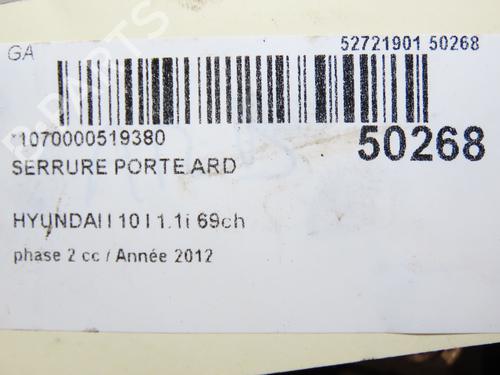 GA
52721901 50268
*1070000519380
50268
SERRURE PORTE ARD
HYUNDAI I 10 I 1.1i 69ch
phase 2 cc / Année 2012